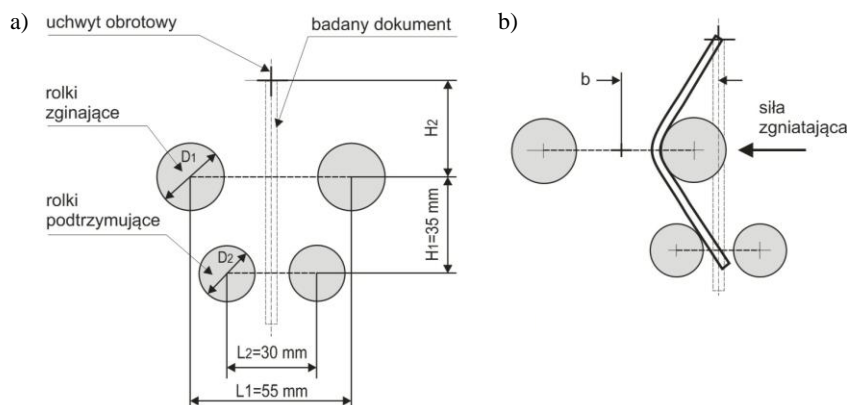 a)
uchwyt obrotowy
badany dokument
rolki
zginające
D1
H2
rolki
podtrzymujące
D2
H1=35 mm
L2=30 mm
L1=55 mm
b)
b
siła
zgniatająca